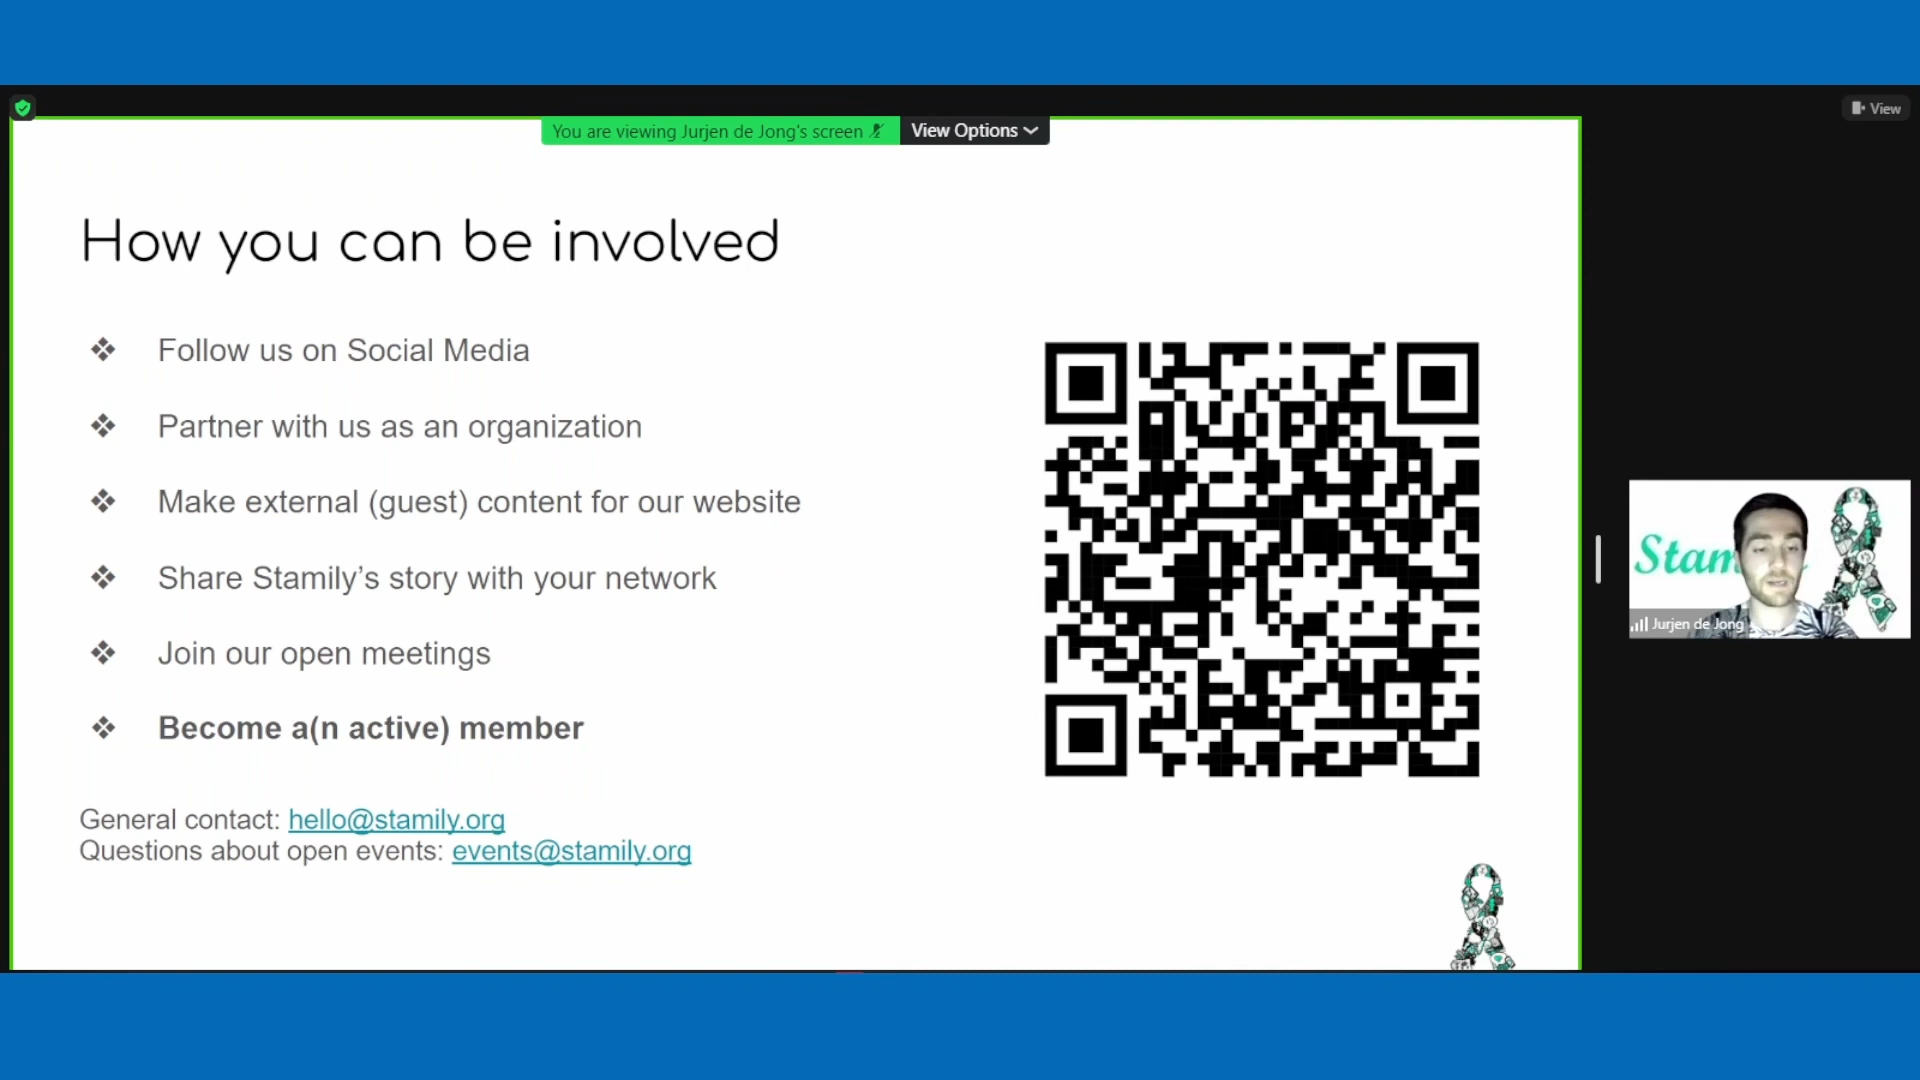 View
You are viewing Jurjen de Jong's screen
View Options
How you can be involved
❖ Follow us on Social Media
❖ Partner with us as an organization
❖ Make external (guest) content for our website
❖ Share Stamily’s story with your network
❖ Join our open meetings
❖ Become a(n active) member
General contact: hello@stamily.org
Questions about open events: events@stamily.org
Stam
Jurjen de Jong